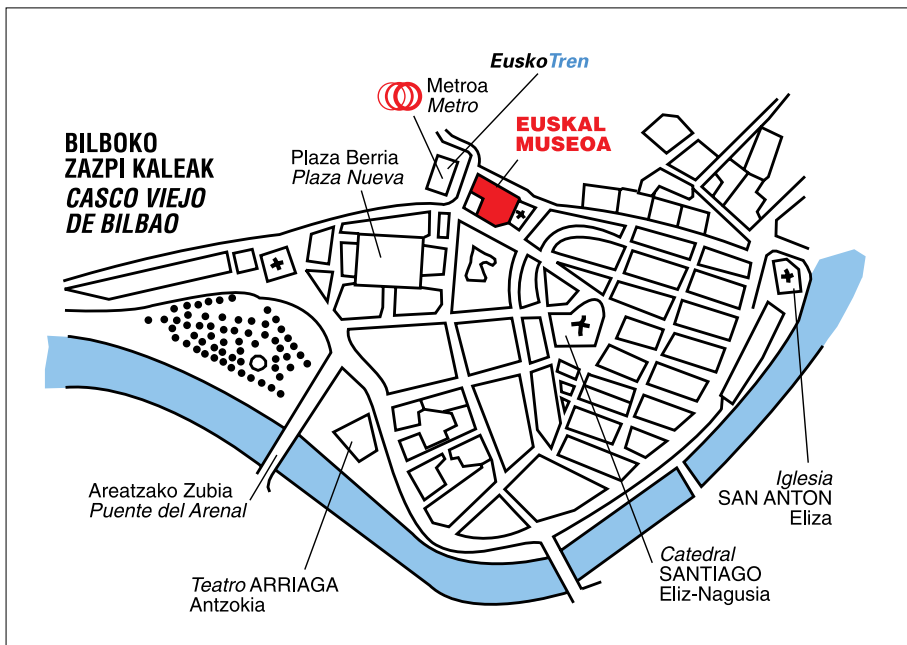 EuskoTren
Metroa
Metro
EUSKAL
MUSEOA
BILBOKO
ZAZPI KALEAK
CASCO VIEJO
DE BILBAO
Plaza Berria
Plaza Nueva
Areatzako Zubia
Puente del Arenal
Teatro ARRIAGA
Antzokia
Iglesia
SAN ANTON
Eliza
Catedral
SANTIAGO
Eliz-Nagusia